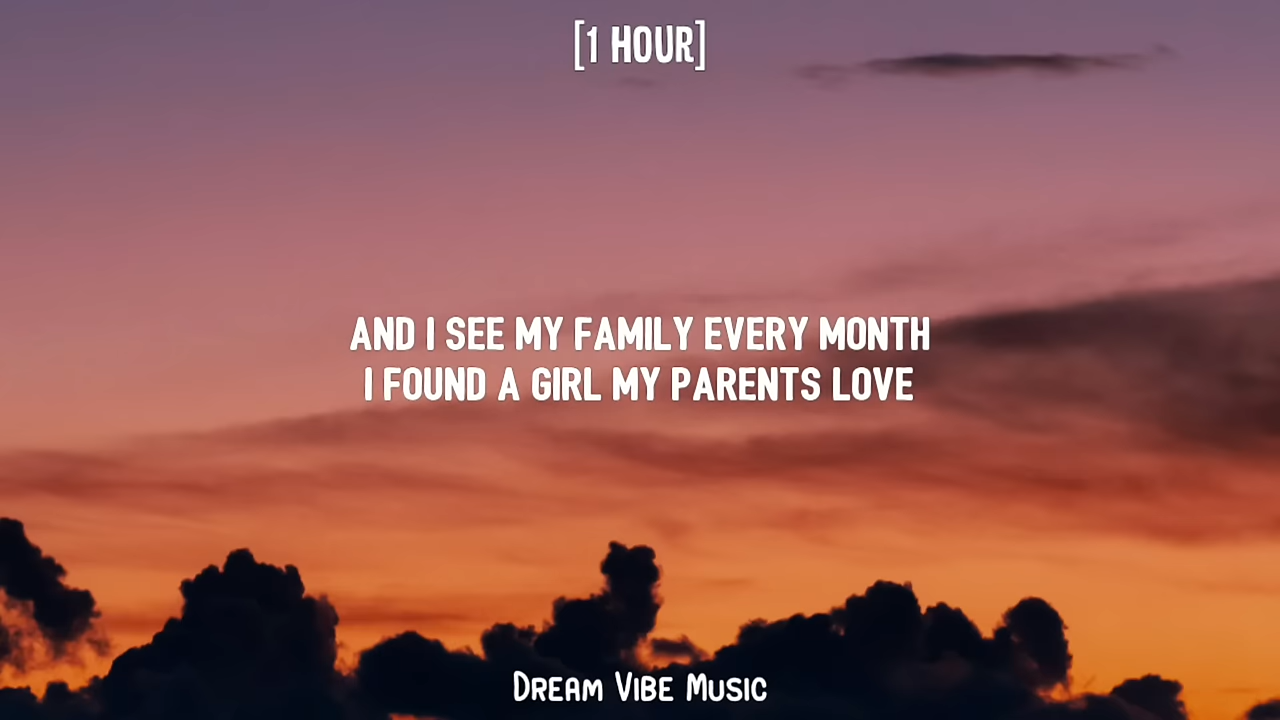 [1 HOUR]
AND I SEE MY FAMILY EVERY MONTH
I FOUND A GIRL MY PARENTS LOVE
DREAM VIBE MUSIC